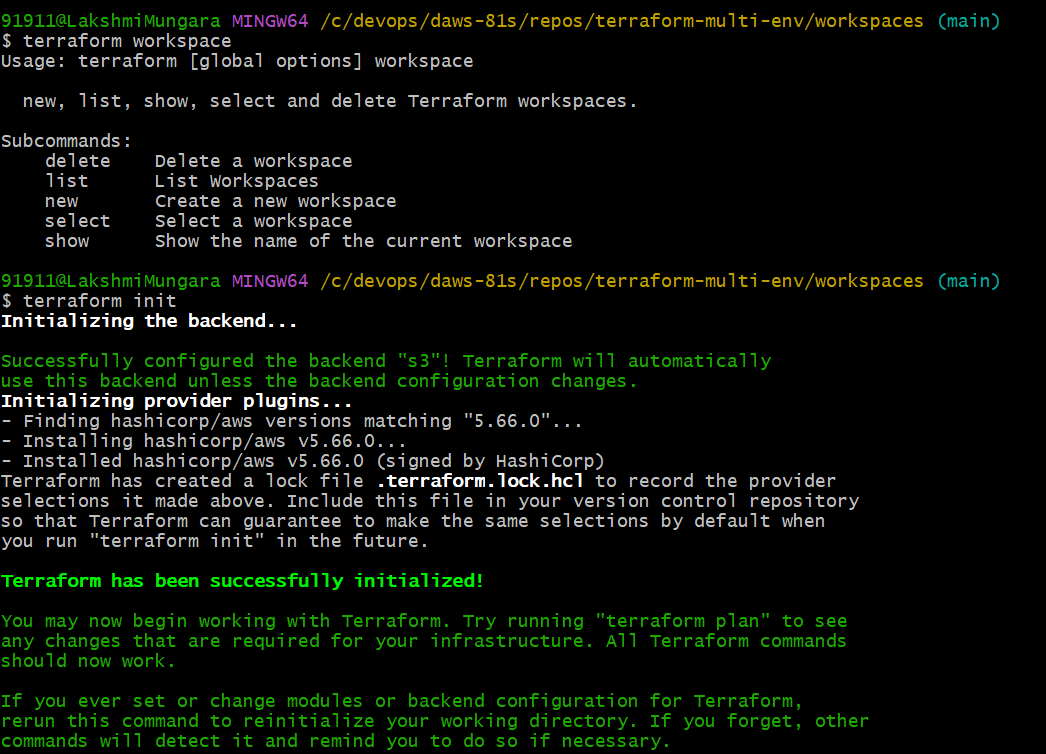 91911@LakshmiMungara MINGW64 /c/devops/daws-81s/repos/terraform-multi-env/workspaces (main)
$ terraform workspace
Usage: terraform [global options] workspace

  new, list, show, select and delete Terraform workspaces.

Subcommands:
    delete    Delete a workspace
    list      List Workspaces
    new       Create a new workspace
    select    Select a workspace
    show      Show the name of the current workspace

91911@LakshmiMungara MINGW64 /c/devops/daws-81s/repos/terraform-multi-env/workspaces (main)
$ terraform init
Initializing the backend...

Successfully configured the backend "s3"! Terraform will automatically
use this backend unless the backend configuration changes.
Initializing provider plugins...
- Finding hashicorp/aws versions matching "5.66.0"...
- Installing hashicorp/aws v5.66.0...
- Installed hashicorp/aws v5.66.0 (signed by HashiCorp)
Terraform has created a lock file .terraform.lock.hcl to record the provider
selections it made above. Include this file in your version control repository
so that Terraform can guarantee to make the same selections by default when
you run "terraform init" in the future.

Terraform has been successfully initialized!

You may now begin working with Terraform. Try running "terraform plan" to see
any changes that are required for your infrastructure. All Terraform commands
should now work.

If you ever set or change modules or backend configuration for Terraform,
rerun this command to reinitialize your working directory. If you forget, other
commands will detect it and remind you to do so if necessary.